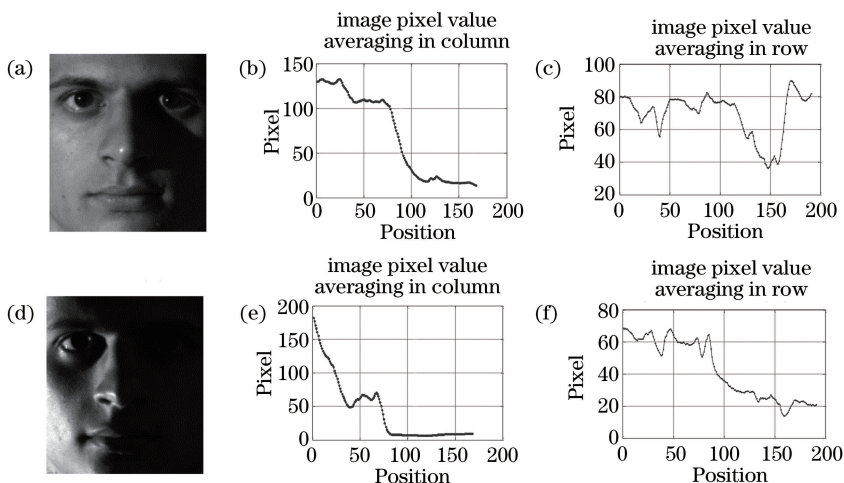 (a)
(b)
image pixel value
averaging in column
150
100
50
0
0 50 100 150 200
Pixel
Position
(c)
image pixel value
averaging in row
100
80
60
40
20
0 50 100 150 200
Pixel
Position
(d)
(e)
image pixel value
averaging in column
200
150
100
50
0
0 50 100 150 200
Pixel
Position
(f)
image pixel value
averaging in row
80
60
40
20
0
0 50 100 150 200
Pixel
Position